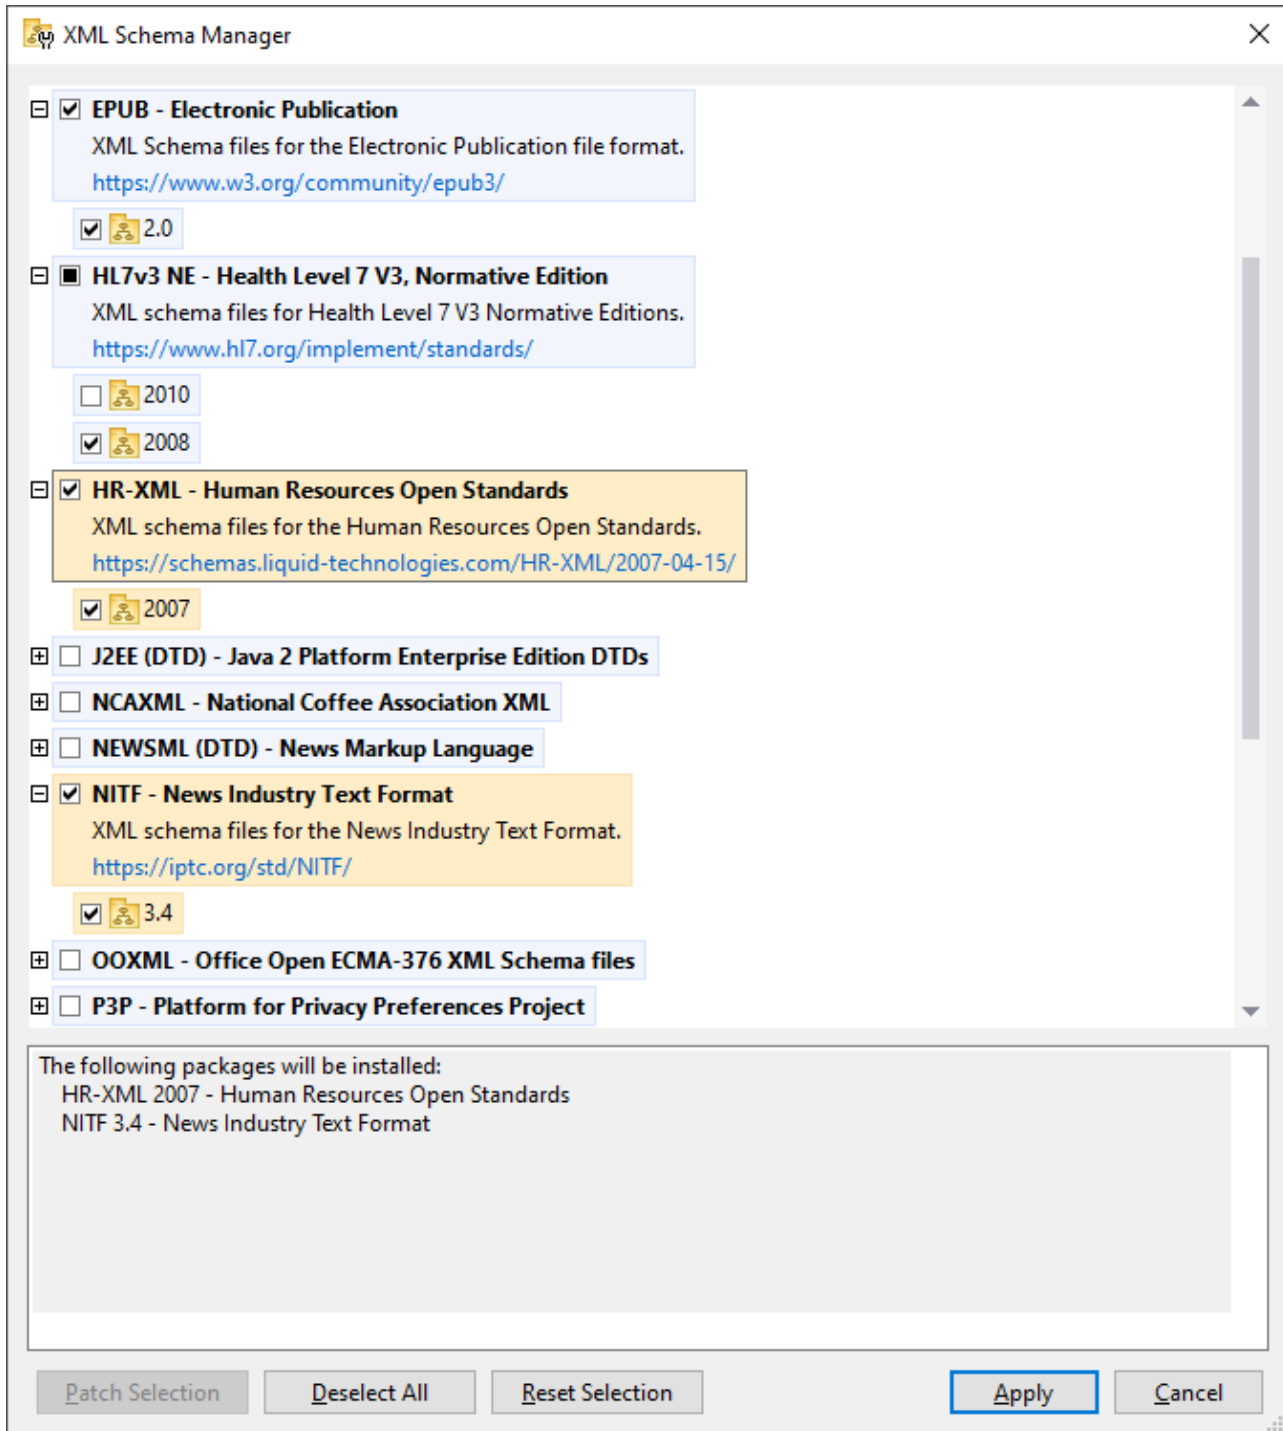 XML Schema Manager
EPUB - Electronic Publication
XML Schema files for the Electronic Publication file format.
https://www.w3.org/community/epub3/
2.0
HL7v3 NE - Health Level 7 V3, Normative Edition
XML schema files for Health Level 7 V3 Normative Editions.
https://www.hl7.org/implement/standards/
2010
2008
HR-XML - Human Resources Open Standards
XML schema files for the Human Resources Open Standards.
https://schemas.liquid-technologies.com/HR-XML/2007-04-15/
2007
J2EE (DTD) - Java 2 Platform Enterprise Edition DTDs
NCAXML - National Coffee Association XML
NEWSML (DTD) - News Markup Language
NITF - News Industry Text Format
XML schema files for the News Industry Text Format.
https://iptc.org/std/NITF/
3.4
OOXML - Office Open ECMA-376 XML Schema files
P3P - Platform for Privacy Preferences Project
The following packages will be installed:
HR-XML 2007 - Human Resources Open Standards
NITF 3.4 - News Industry Text Format
Patch Selection Deselect All Reset Selection Apply Cancel